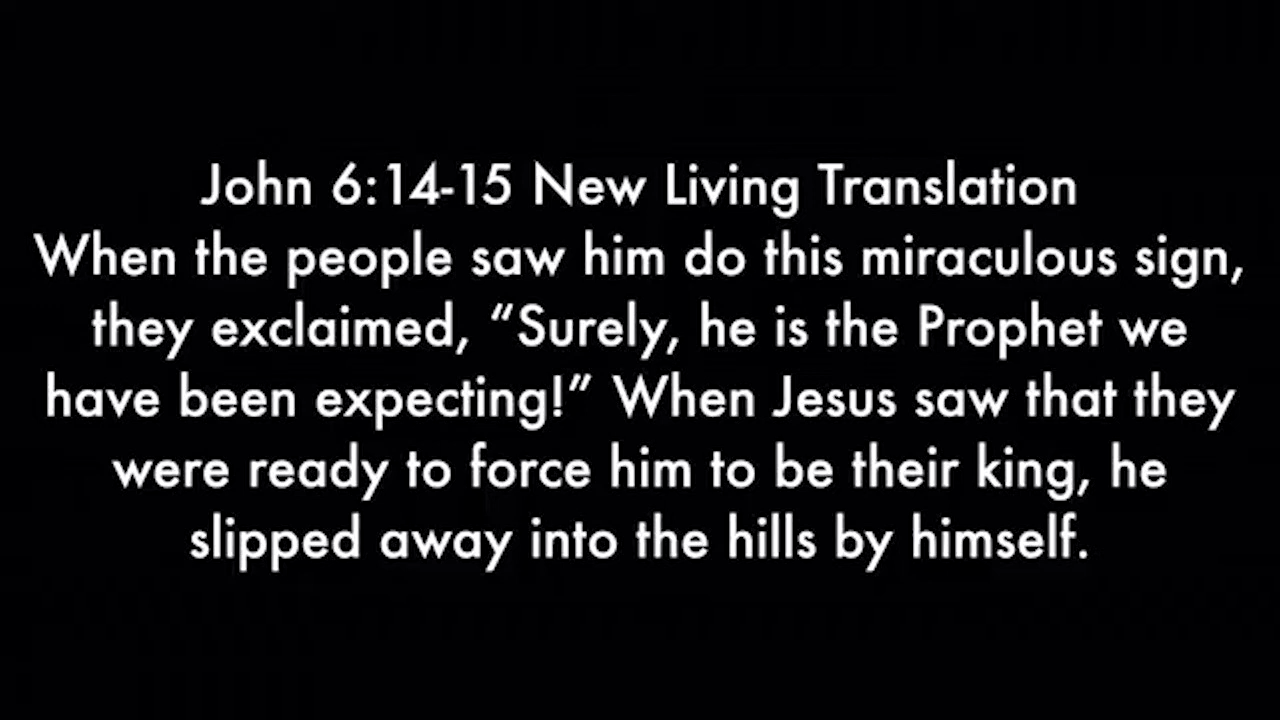 John 6:14-15 New Living Translation
When the people saw him do this miraculous sign,
they exclaimed, “Surely, he is the Prophet we
have been expecting!” When Jesus saw that they
were ready to force him to be their king, he
slipped away into the hills by himself.